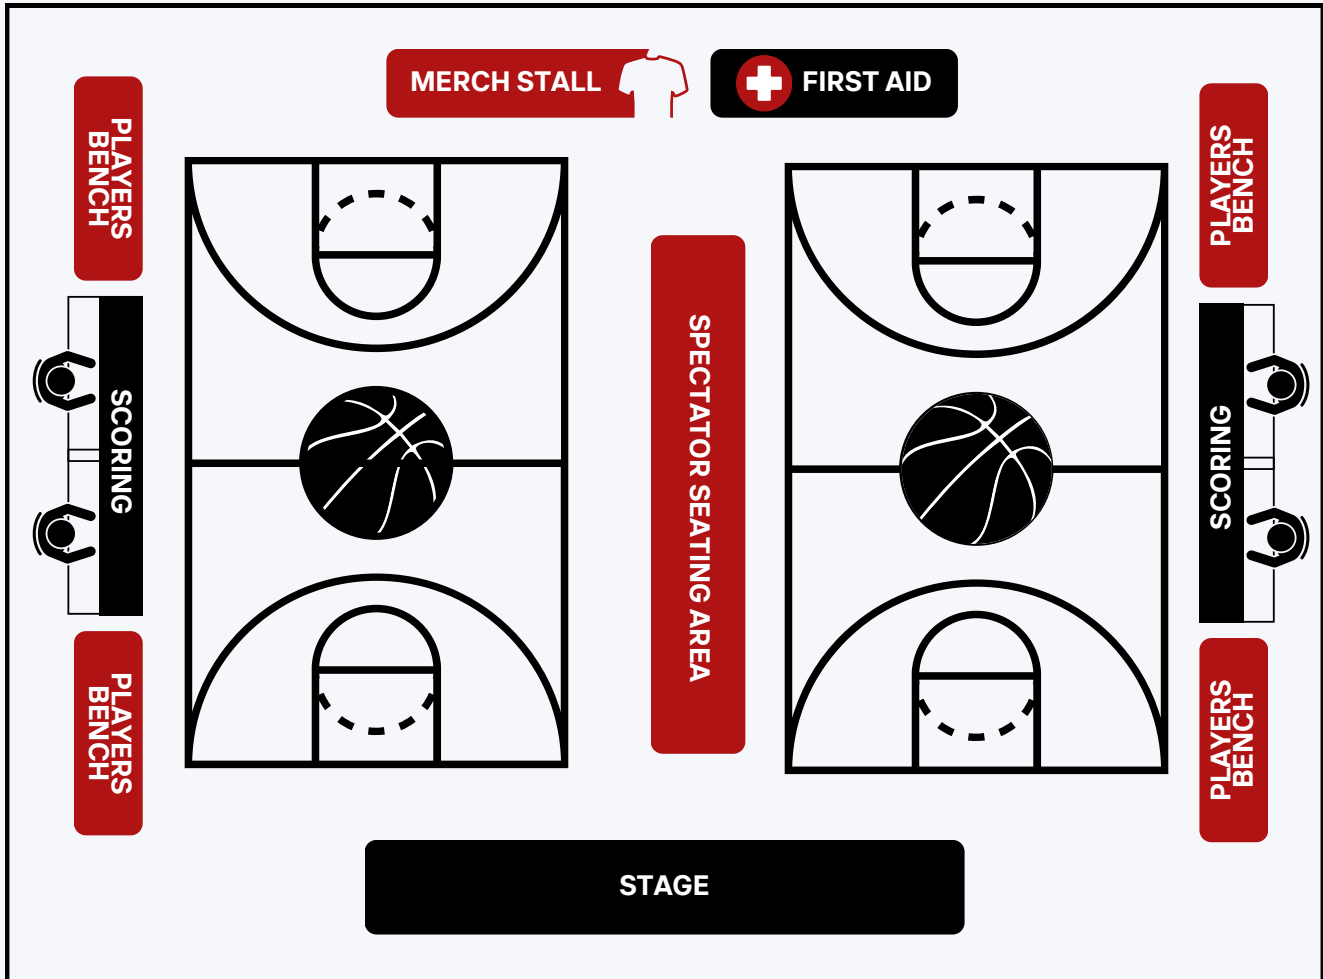 MERCH STALL
FIRST AID
PLAYERS
BENCH
PLAYERS
BENCH
SCORING
SPECTATOR SEATING AREA
SCORING
PLAYERS
BENCH
PLAYERS
BENCH
STAGE